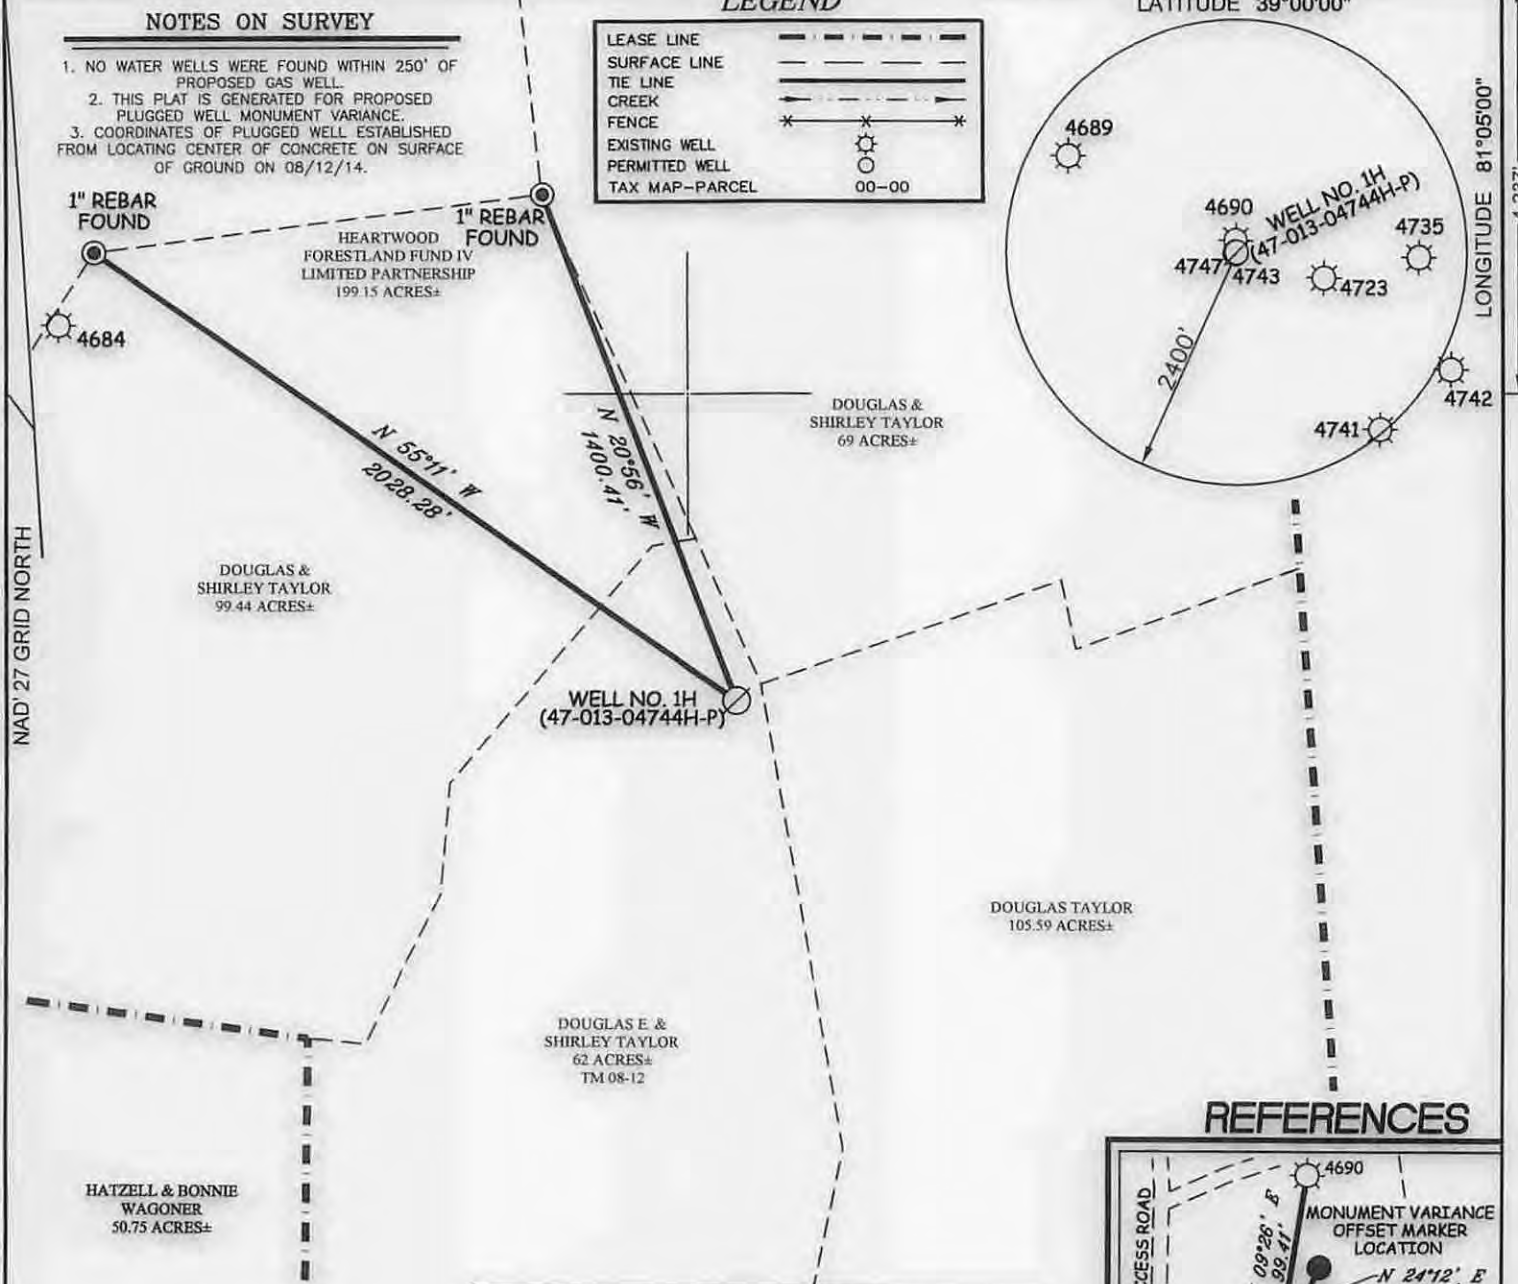 NOTES ON SURVEY
1. NO WATER WELLS WERE FOUND WITHIN 250' OF
PROPOSED GAS WELL.
2. THIS PLAT IS GENERATED FOR PROPOSED
PLUGGED WELL MONUMENT VARIANCE.
3. COORDINATES OF PLUGGED WELL ESTABLISHED
FROM LOCATING CENTER OF CONCRETE ON SURFACE
OF GROUND ON 08/12/14.
LEGEND
LEASE LINE
SURFACE LINE
TIE LINE
CREEK
FENCE
EXISTING WELL
PERMITTED WELL
TAX MAP-PARCEL 00-00
LATITUDE 39°00'00"
LONGITUDE 81°05'00"
4689
4690
WELL NO. 1H
(47-013-04744H-P)
4735
4747
4743
4723
2400'
4742
4741
1" REBAR
FOUND
1" REBAR
FOUND
HEARTWOOD
FORESTLAND FUND IV
LIMITED PARTNERSHIP
199.15 ACRES±
4684
N 55°11' W
2028.28'
N 20°56' W
1400.41'
DOUGLAS &
SHIRLEY TAYLOR
69 ACRES±
NAD' 27 GRID NORTH
DOUGLAS &
SHIRLEY TAYLOR
99.44 ACRES±
WELL NO. 1H
(47-013-04744H-P)
DOUGLAS TAYLOR
105.59 ACRES±
DOUGLAS E &
SHIRLEY TAYLOR
62 ACRES±
TM 08-12
HATZELL & BONNIE
WAGONER
50.75 ACRES±
REFERENCES
4690
CESS ROAD
09°26' E
99.41'
MONUMENT VARIANCE
OFFSET MARKER
LOCATION
N 24°12' E